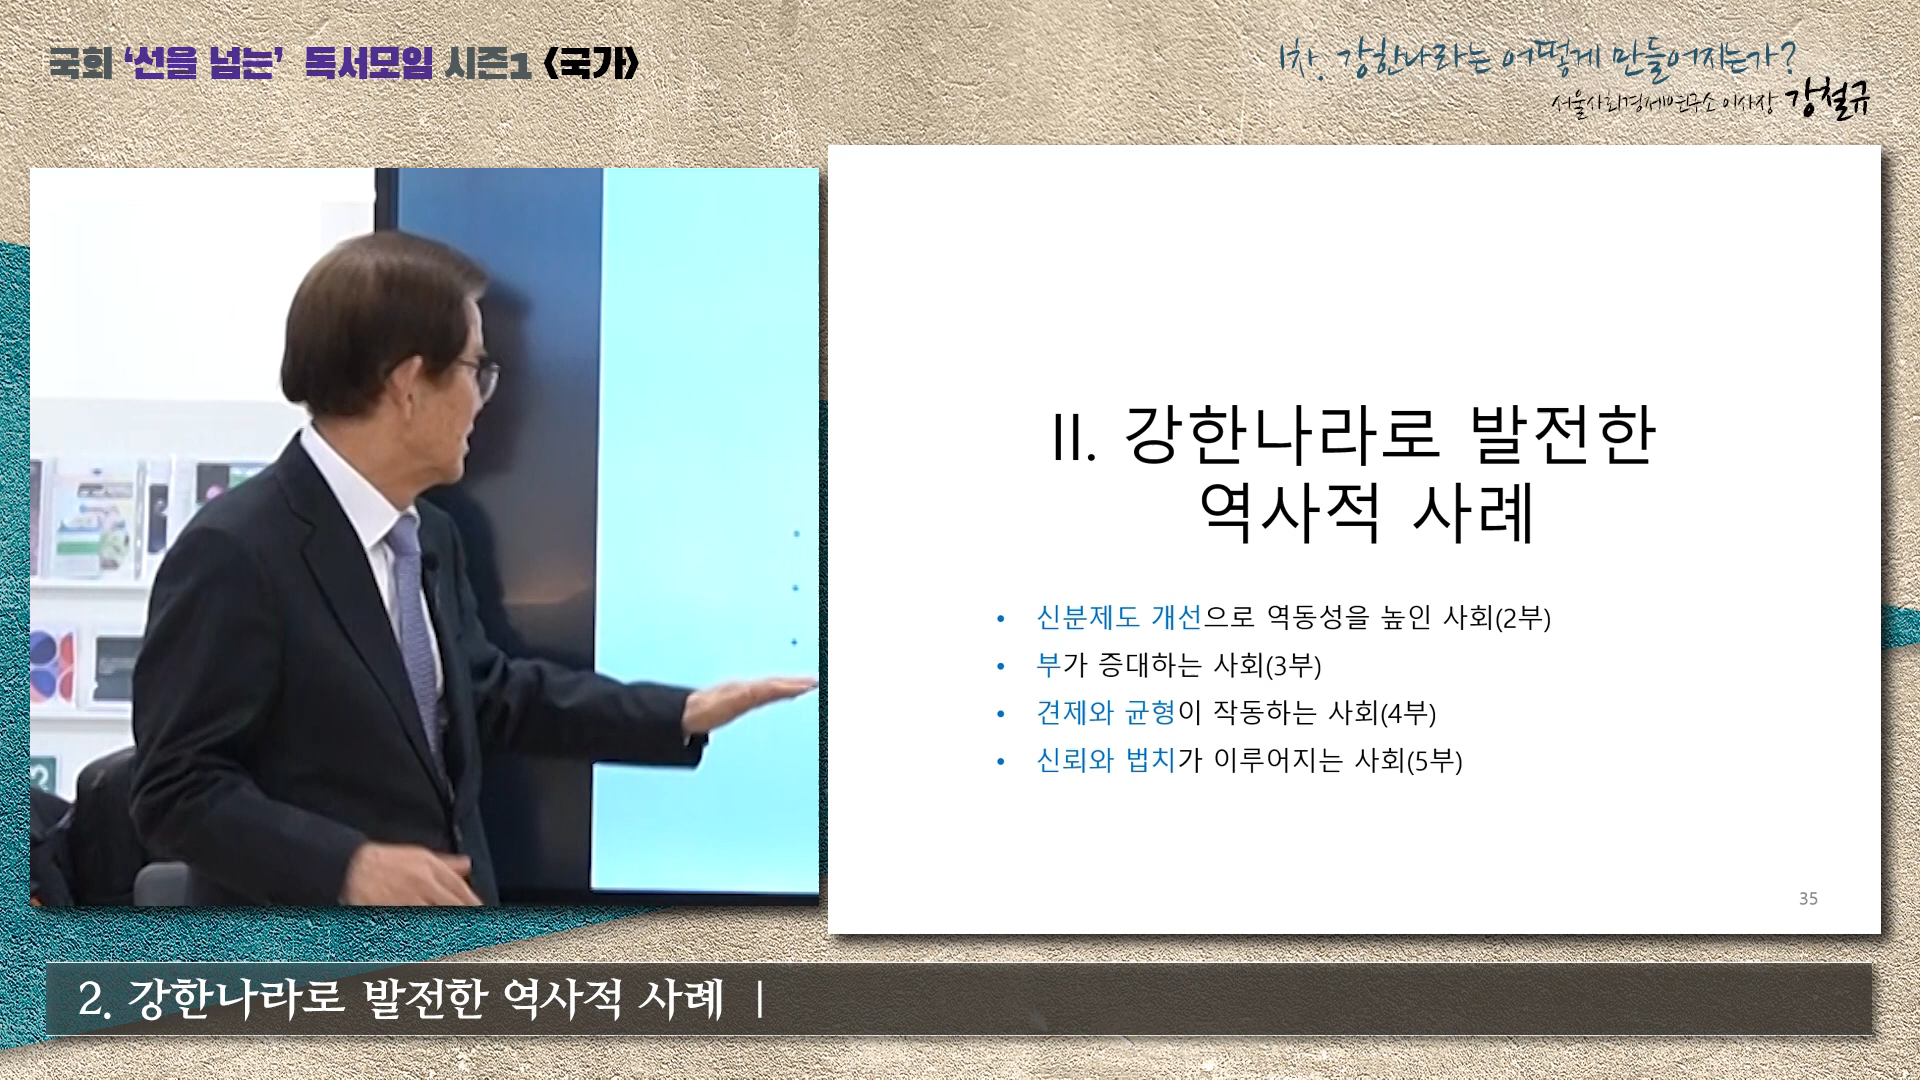 국회 ‘선을 넘는’ 독서모임 시즌1 <국가>
1차. 강한나라는 어떻게 만들어지는가?
서울사회경제연구소 이사장 강철규
II. 강한나라로 발전한
역사적 사례
• 신분제도 개선으로 역동성을 높인 사회(2부)
• 부가 증대하는 사회(3부)
• 견제와 균형이 작동하는 사회(4부)
• 신뢰와 법치가 이루어지는 사회(5부)
35
2. 강한나라로 발전한 역사적 사례 |